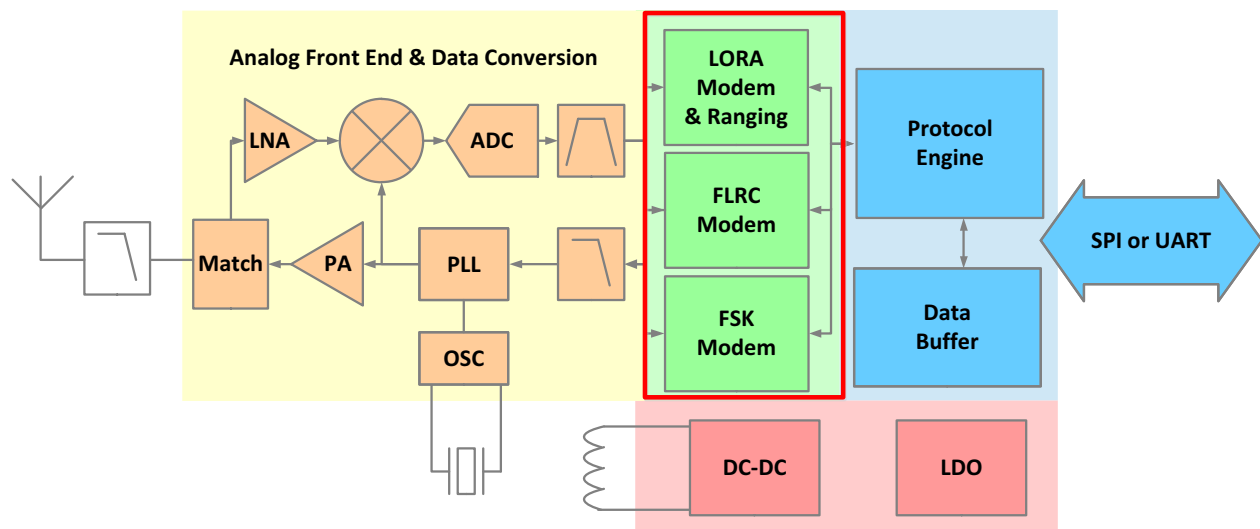 Analog Front End & Data Conversion
LNA
ADC
LORA
Modem
& Ranging
Protocol
Engine
FLRC
Modem
SPI or UART
Match
PA
PLL
FSK
Modem
Data
Buffer
OSC
DC-DC
LDO